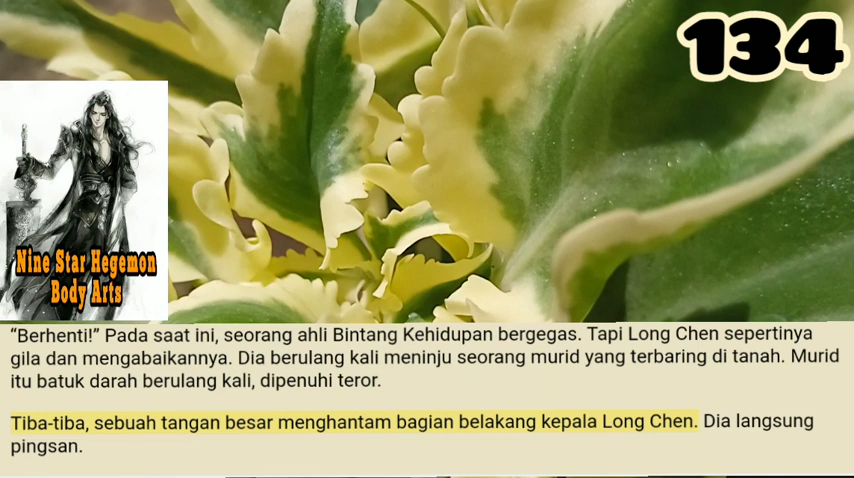 134
Nine Star Hegemon
Body Arts
“Berhenti!” Pada saat ini, seorang ahli Bintang Kehidupan bergegas. Tapi Long Chen sepertinya
gila dan mengabaikannya. Dia berulang kali meninju seorang murid yang terbaring di tanah. Murid
itu batuk darah berulang kali, dipenuhi teror.
Tiba-tiba, sebuah tangan besar menghantam bagian belakang kepala Long Chen. Dia langsung
pingsan.